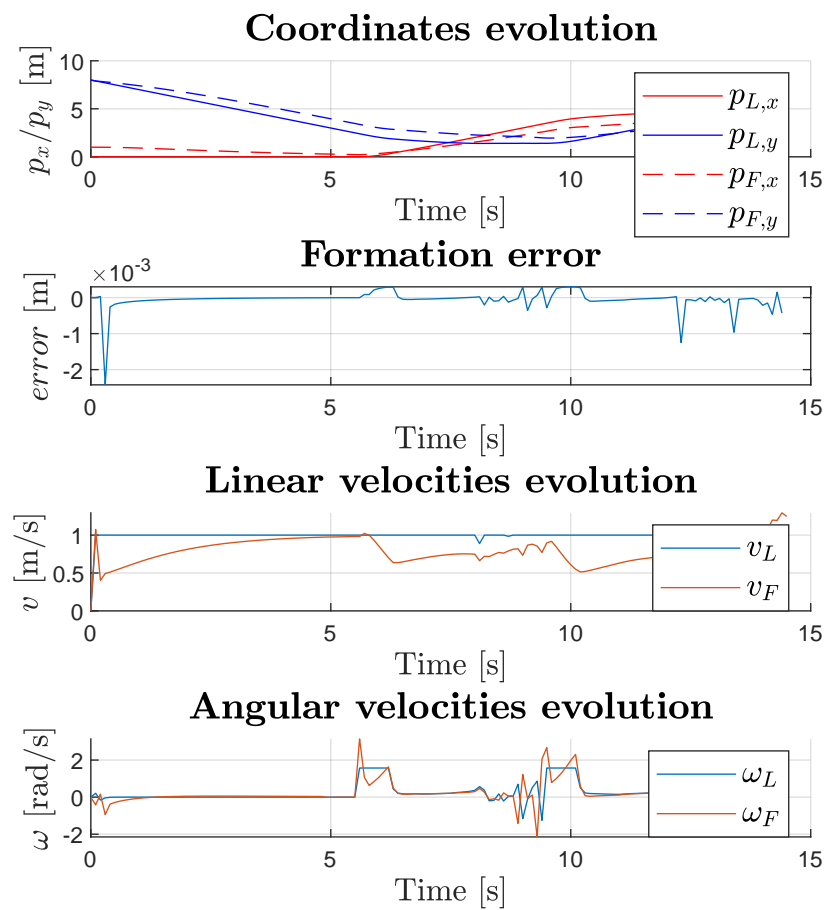 Coordinates evolution
10
5
0
p_x/p_y [m]
0 5 10 15
Time [s]
p_{L,x}
p_{L,y}
p_{F,x}
p_{F,y}
Formation error
×10^{-3}
0
-1
-2
error [m]
0 5 10 15
Time [s]
Linear velocities evolution
1
0.5
0
v [m/s]
0 5 10 15
Time [s]
v_L
v_F
Angular velocities evolution
2
0
-2
ω [rad/s]
0 5 10 15
Time [s]
ω_L
ω_F